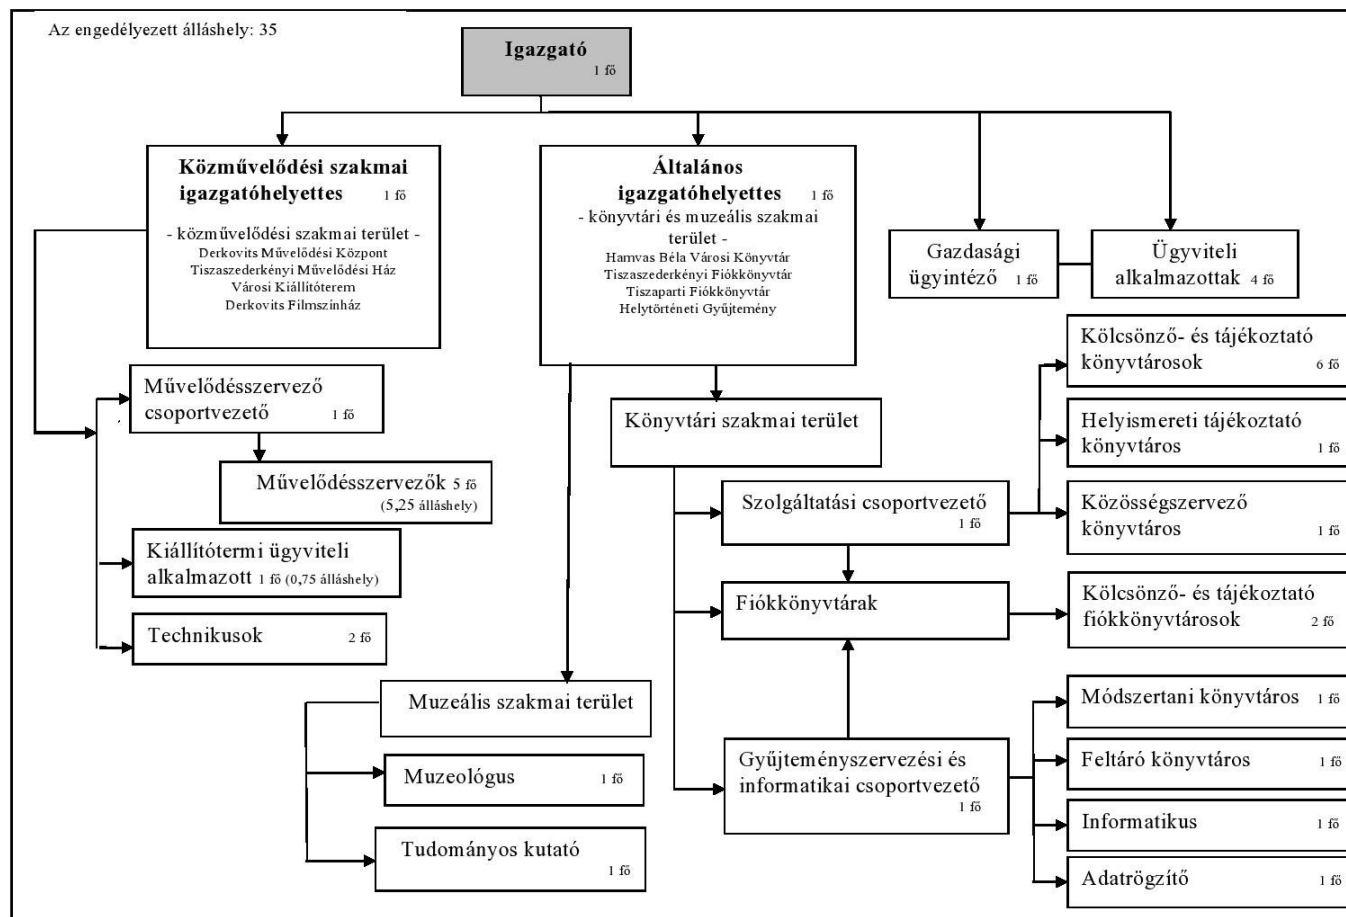 Az engedélyezett álláshely: 35
Igazgató
1 fő
Közművelődési szakmai
igazgatóhelyettes 1 fő
- közművelődési szakmai terület -
Derkovits Művelődési Központ
Tiszaszederkényi Művelődési Ház
Városi Kiállítóterem
Derkovits Filmszínház
Általános
igazgatóhelyettes 1 fő
- könyvtári és muzeális szakmai
terület -
Hamvas Béla Városi Könyvtár
Tiszaszederkényi Fiókkönyvtár
Tiszaparti Fiókkönyvtár
Helytörténeti Gyűjtemény
Gazdasági
ügyintéző 1 fő
Ügyviteli
alkalmazottak 4 fő
Művelődésszervező
csoportvezető 1 fő
Művelődésszervezők 5 fő
(5,25 álláshely)
Kiállítótermi ügyviteli
alkalmazott 1 fő (0,75 álláshely)
Technikusok 2 fő
Könyvtári szakmai terület
Szolgáltatási csoportvezető
1 fő
Fiókkönyvtárak
Gyűjteményszervezési és
informatikai csoportvezető
1 fő
Muzeális szakmai terület
Muzeológus 1 fő
Tudományos kutató
1 fő
Kölcsönző- és tájékoztató
könyvtárosok 6 fő
Helyismereti tájékoztató
könyvtáros 1 fő
Közösségszervező
könyvtáros 1 fő
Kölcsönző- és tájékoztató
fiókkönyvtárosok 2 fő
Módszertani könyvtáros 1 fő
Feltáró könyvtáros 1 fő
Informatikus 1 fő
Adatrögzítő 1 fő